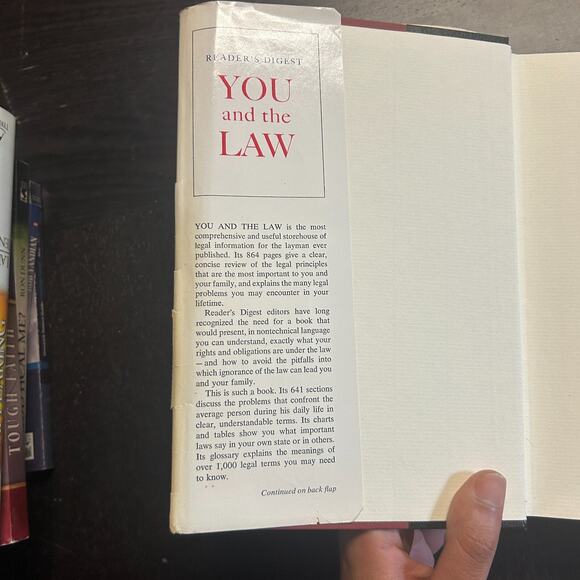 READER'S DIGEST
YOU
and the
LAW
YOU AND THE LAW is the most
comprehensive and useful storehouse of
legal information for the layman ever
published. Its 864 pages give a clear,
concise review of the legal principles
that are the most important to you and
your family, and explains the many legal
problems you may encounter in your
lifetime.
Reader's Digest editors have long
recognized the need for a book that
would present, in nontechnical language
you can understand, exactly what your
rights and obligations are under the law
—and how to avoid the pitfalls into
which ignorance of the law can lead you
and your family.
This is such a book. Its 641 sections
discuss the problems that confront the
average person during his daily life in
clear, understandable terms. Its charts
and tables show you what important
laws say in your own state or in others.
Its glossary explains the meanings of
over 1,000 legal terms you may need
to know.
Continued on back flap
TOUGH
RON DUNN
ME?